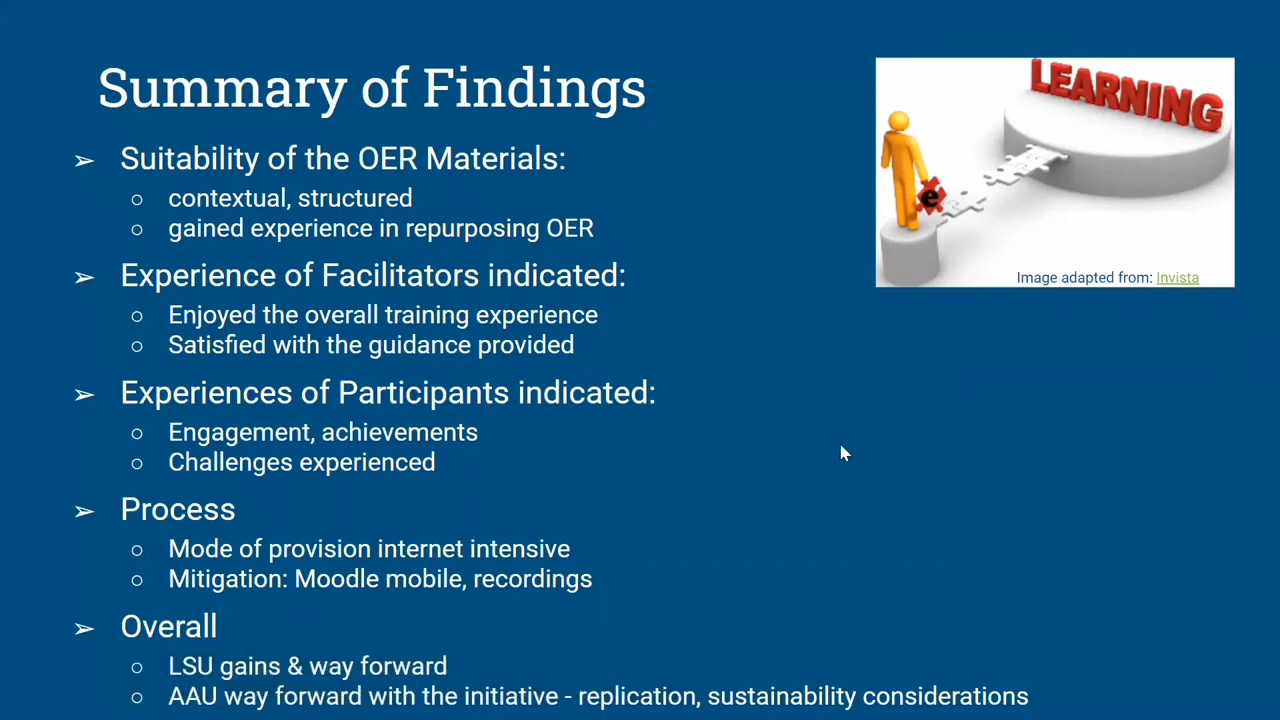 Summary of Findings
➢ Suitability of the OER Materials:
○ contextual, structured
○ gained experience in repurposing OER
➢ Experience of Facilitators indicated:
○ Enjoyed the overall training experience
○ Satisfied with the guidance provided
➢ Experiences of Participants indicated:
○ Engagement, achievements
○ Challenges experienced
➢ Process
○ Mode of provision internet intensive
○ Mitigation: Moodle mobile, recordings
➢ Overall
○ LSU gains & way forward
○ AAU way forward with the initiative - replication, sustainability considerations
LEARNING
e
Image adapted from: Invista